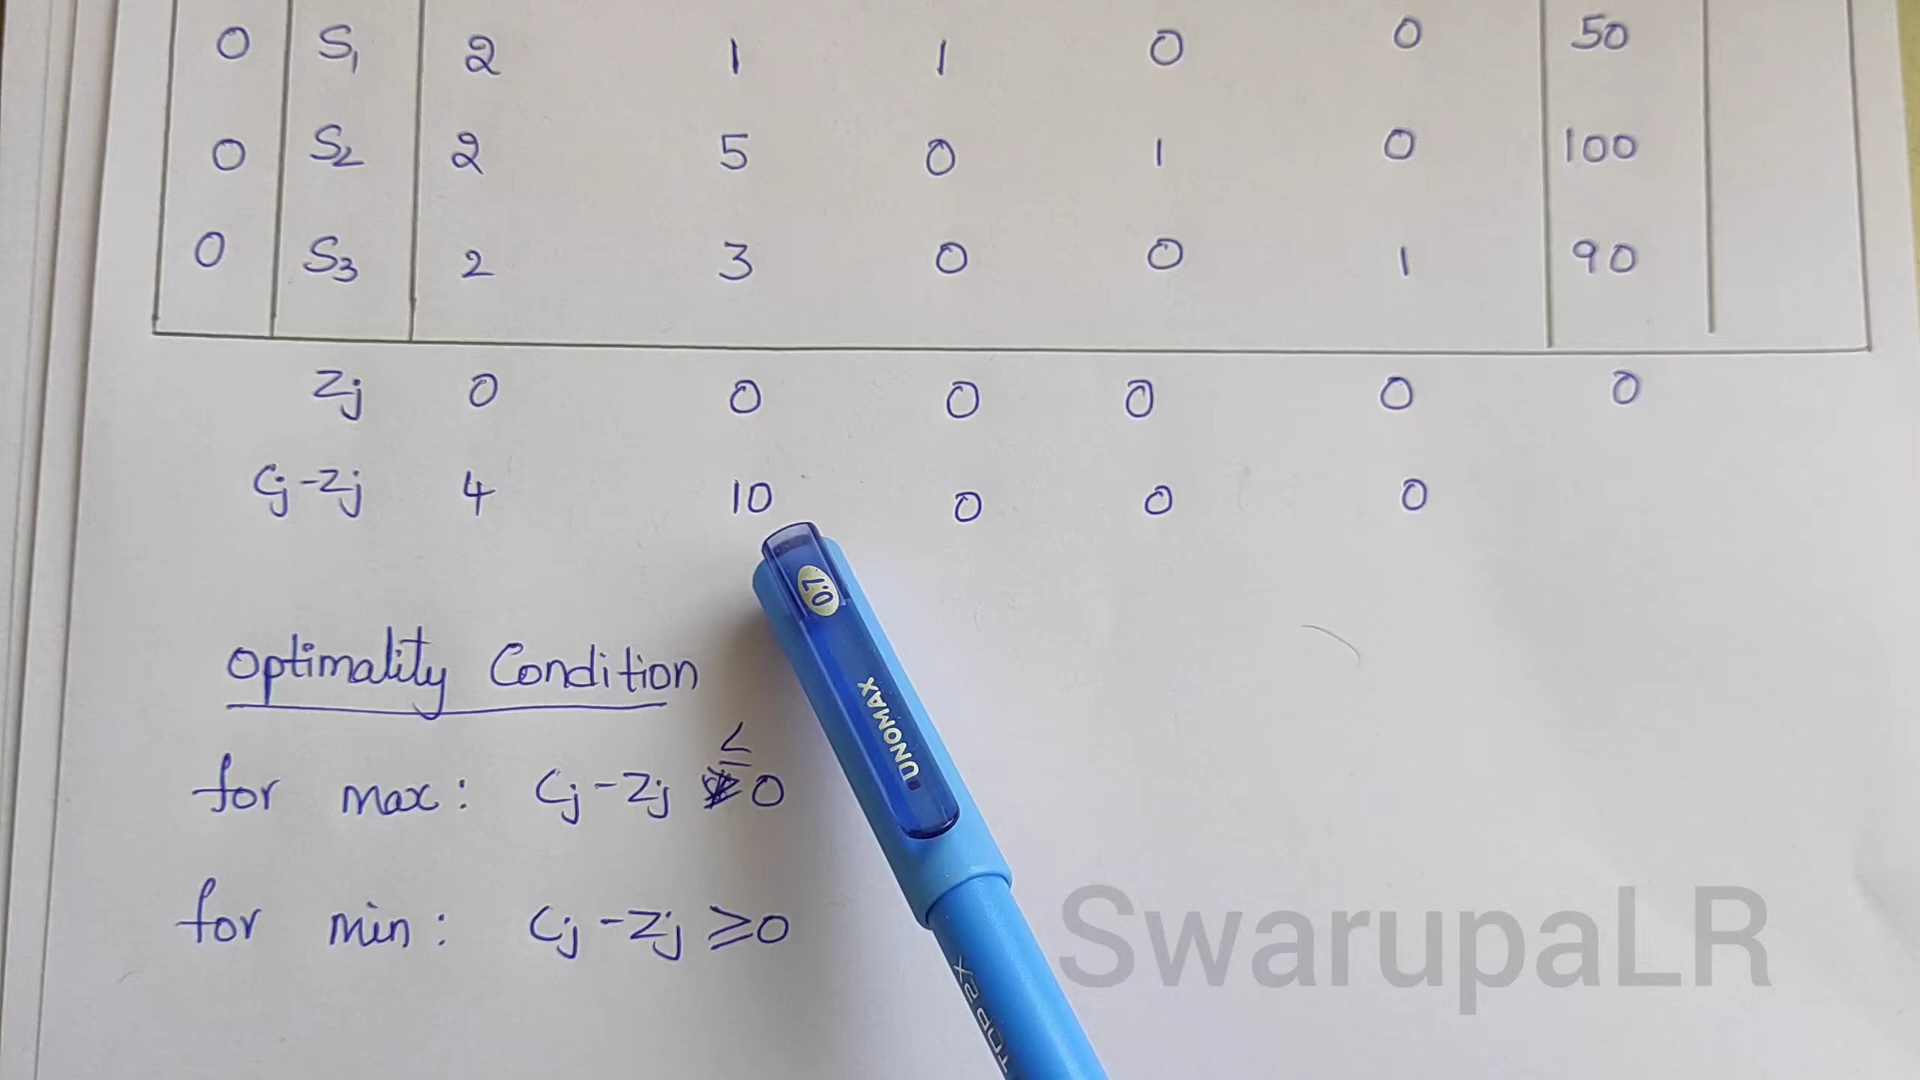 0 S₁ 2 1 1 0 0 50
0 S₂ 2 5 0 1 0 100
0 S₃ 2 3 0 0 1 90
Zj 0 0 0 0 0 0
Cj-Zj 4 10 0 0 0
0.7
UNOMAX
Optimality Condition
for max: Cj-Zj ≤0
for min: Cj-Zj ≥0
SwarupaLR